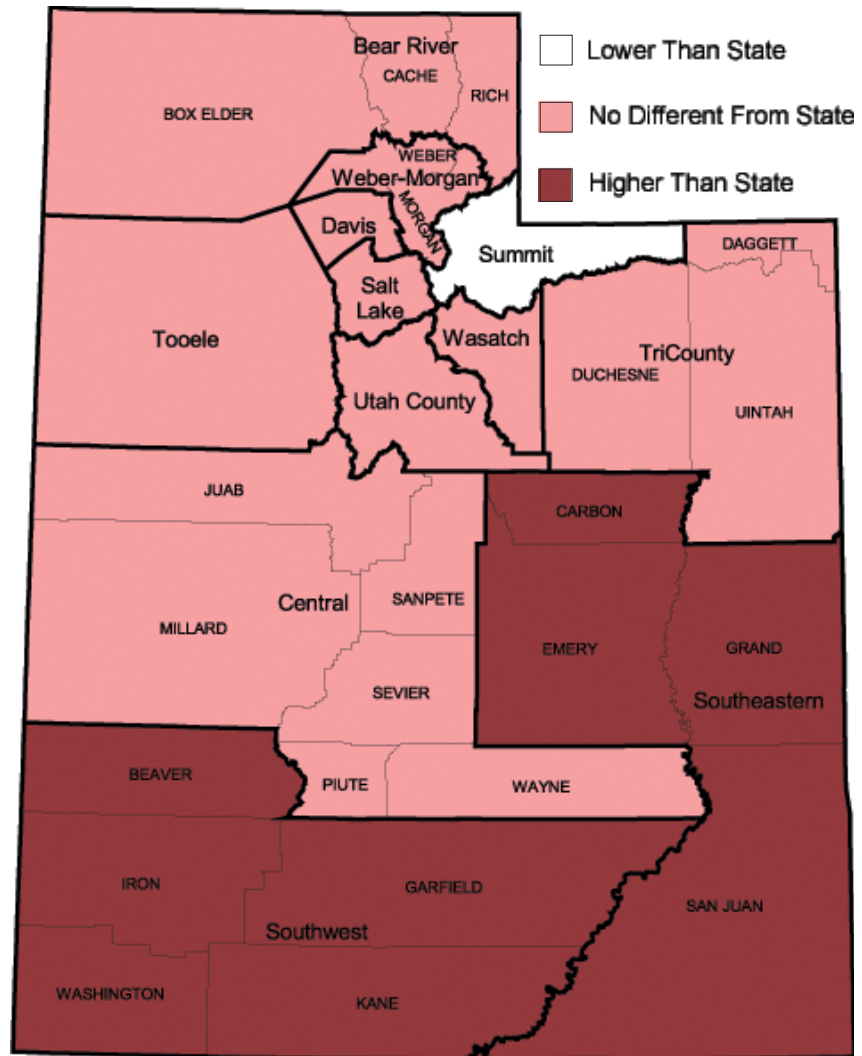 Bear River
CACHE
RICH
BOX ELDER
Lower Than State
No Different From State
Higher Than State
WEBER
Weber-Morgan
MORGAN
Davis
Summit
DAGGETT
Salt
Lake
Tooele
Wasatch
TriCounty
DUCHESNE
Utah County
UINTAH
JUAB
CARBON
Central
SANPETE
MILLARD
EMERY
GRAND
SEVIER
Southeastern
BEAVER
PIUTE
WAYNE
IRON
GARFIELD
SAN JUAN
Southwest
WASHINGTON
KANE